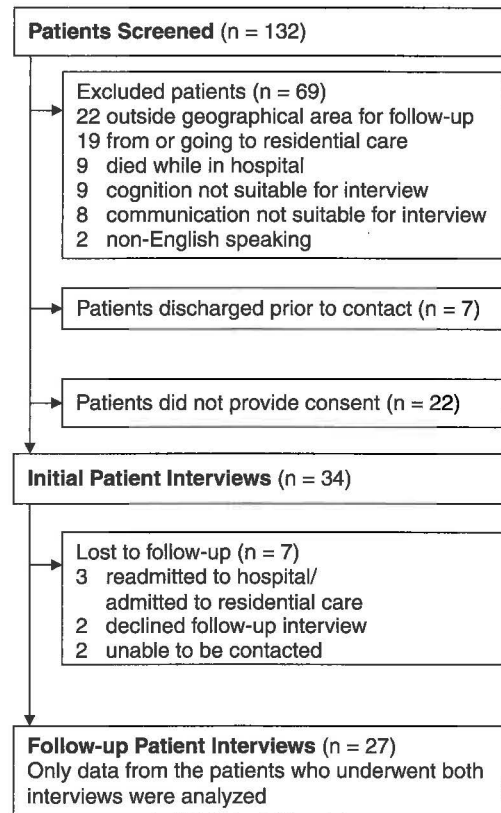 Patients Screened (n = 132)
Excluded patients (n = 69)
22 outside geographical area for follow-up
19 from or going to residential care
9 died while in hospital
9 cognition not suitable for interview
8 communication not suitable for interview
2 non-English speaking
Patients discharged prior to contact (n = 7)
Patients did not provide consent (n = 22)
Initial Patient Interviews (n = 34)
Lost to follow-up (n = 7)
3 readmitted to hospital/
admitted to residential care
2 declined follow-up interview
2 unable to be contacted
Follow-up Patient Interviews (n = 27)
Only data from the patients who underwent both
interviews were analyzed